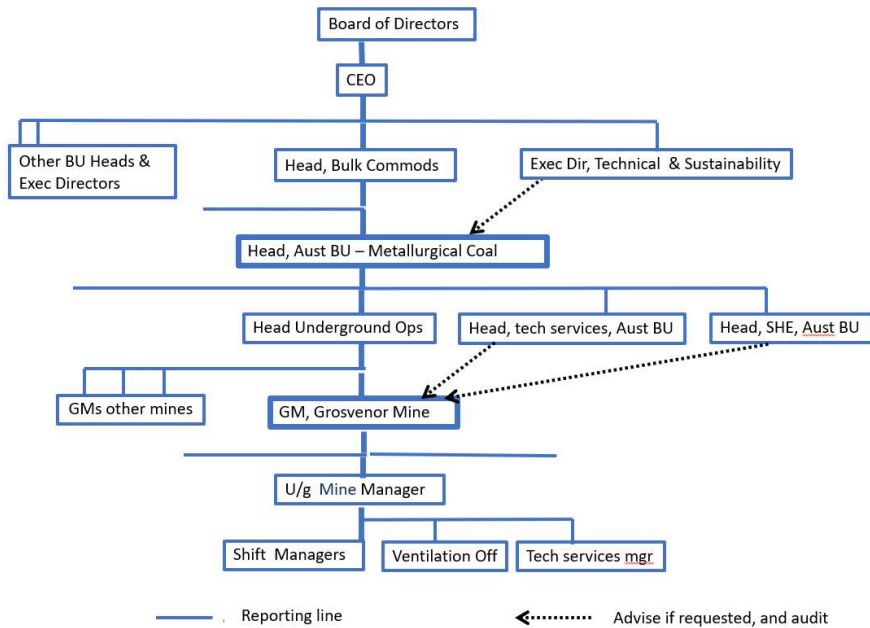 Board of Directors
CEO
Other BU Heads &
Exec Directors
Head, Bulk Commods
Exec Dir, Technical & Sustainability
Head, Aust BU – Metallurgical Coal
Head Underground Ops
Head, tech services, Aust BU
Head, SHE, Aust BU
GMs other mines
GM, Grosvenor Mine
U/g Mine Manager
Shift Managers
Ventilation Off
Tech services mgr
Reporting line
Advise if requested, and audit